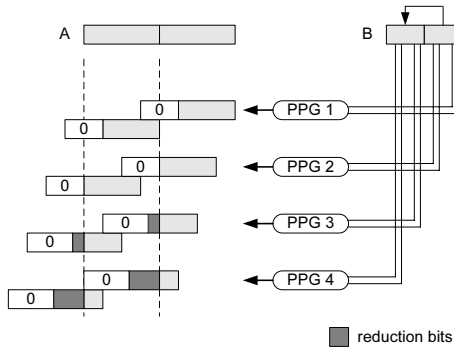 A B
0 PPG 1
0
0 PPG 2
0
0 PPG 3
0
0 PPG 4
0
reduction bits